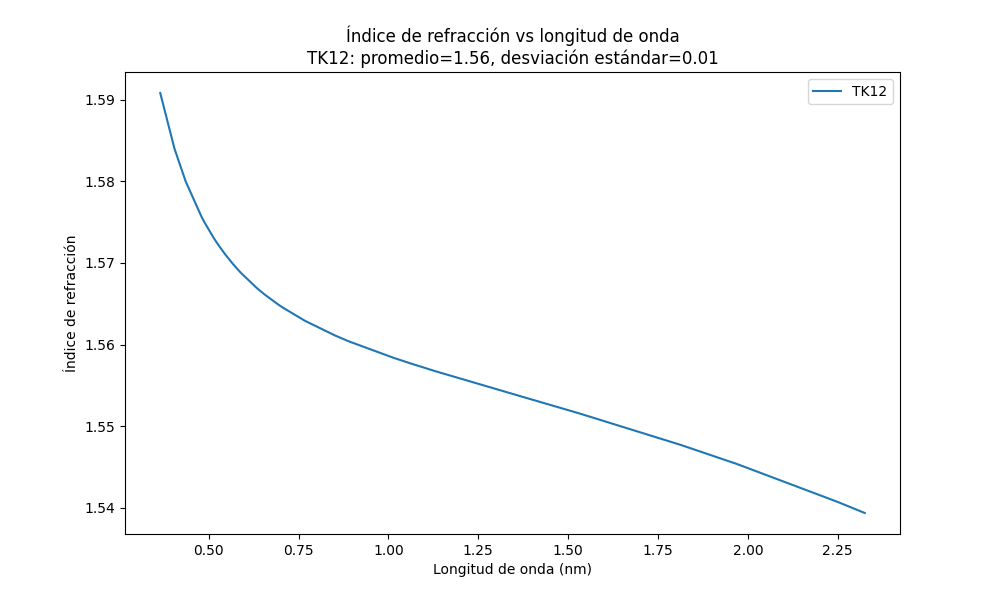 Índice de refracción vs longitud de onda
TK12: promedio=1.56, desviación estándar=0.01
TK12
1.59
1.58
1.57
1.56
1.55
1.54
Índice de refracción
0.50 0.75 1.00 1.25 1.50 1.75 2.00 2.25
Longitud de onda (nm)